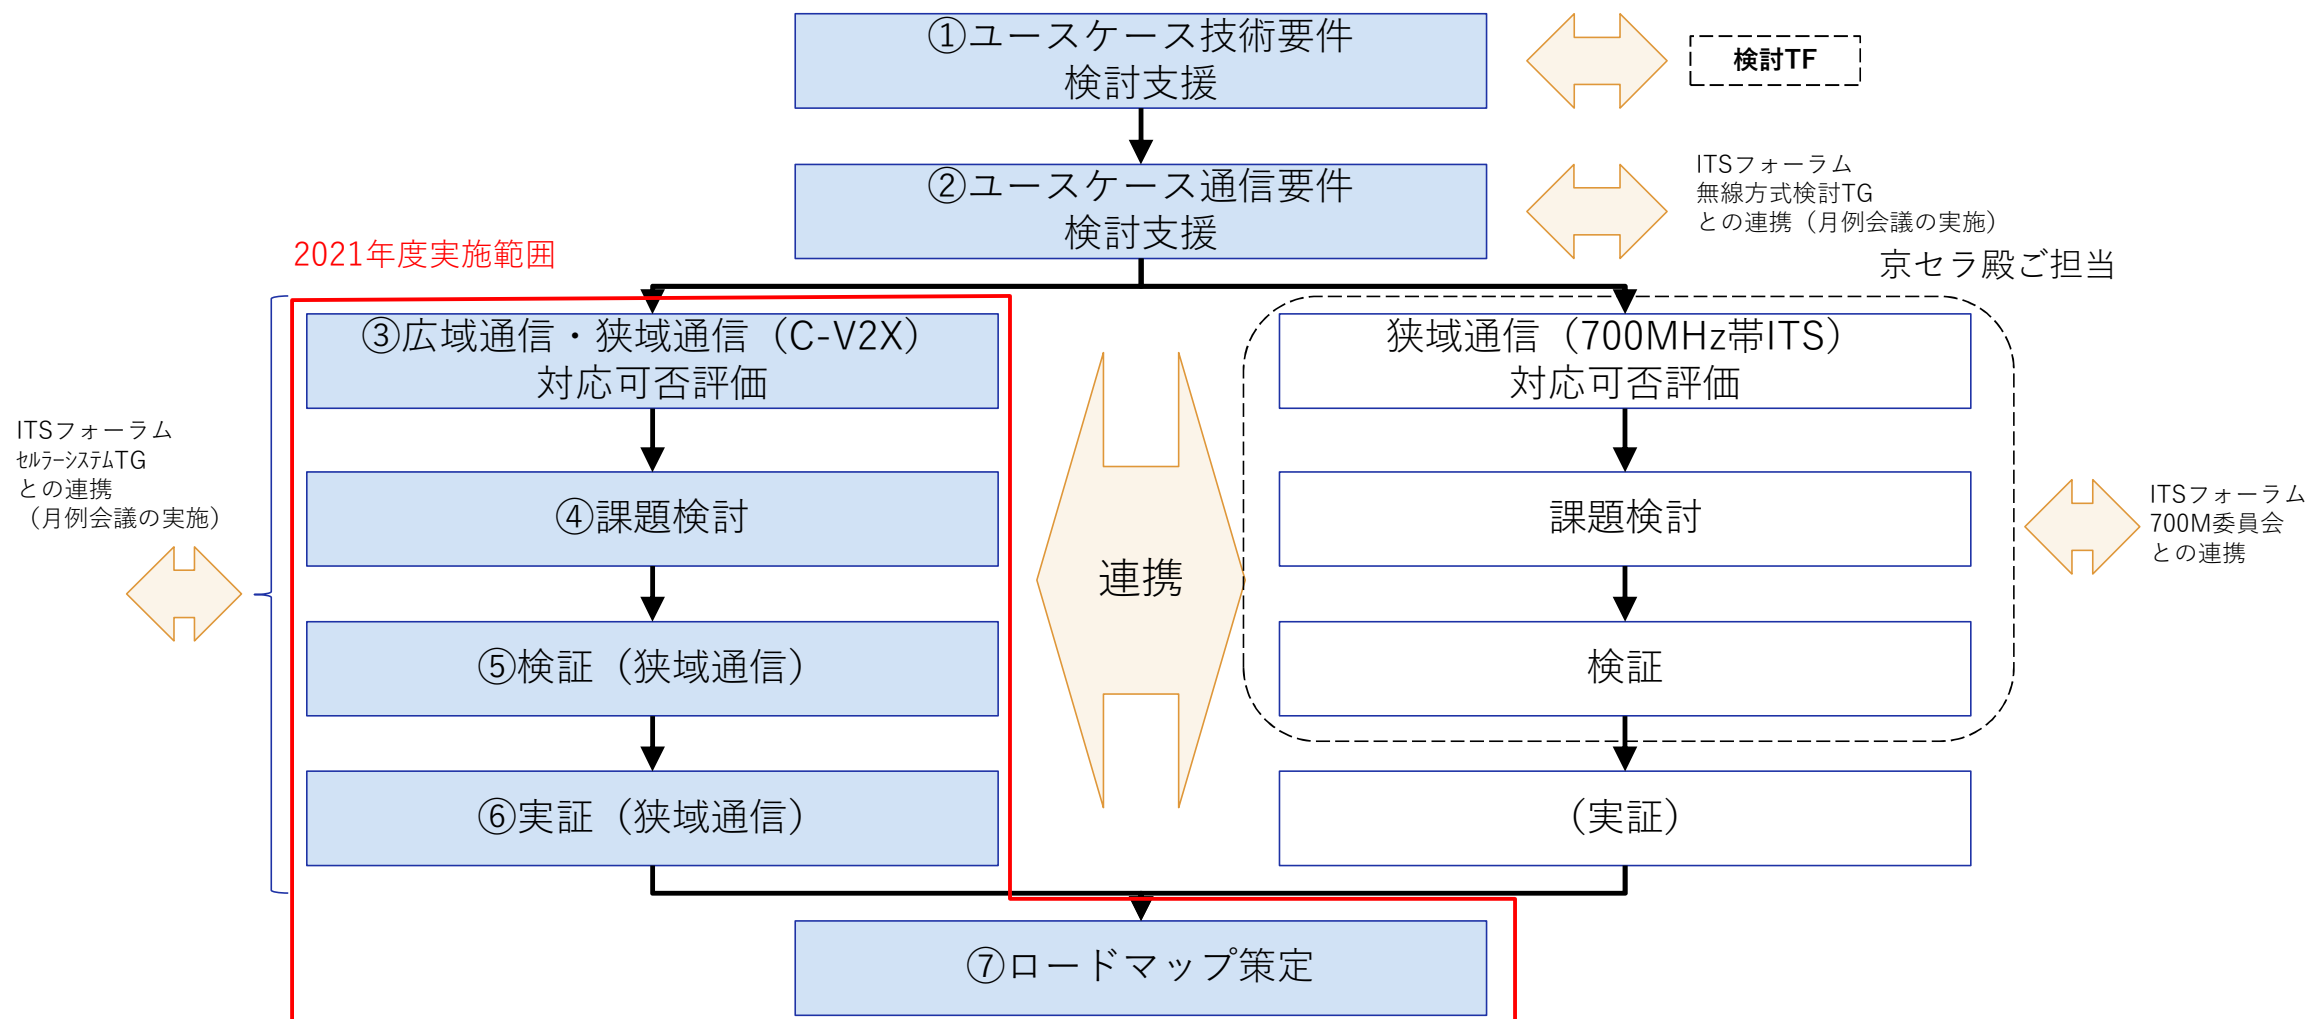 ①ユースケース技術要件
検討支援
検討TF
②ユースケース通信要件
検討支援
ITSフォーラム
無線方式検討TG
との連携（月例会議の実施）
2021年度実施範囲
京セラ殿ご担当
③広域通信・狭域通信（C-V2X）
対応可否評価
狭域通信（700MHz帯ITS）
対応可否評価
ITSフォーラム
ｾﾙﾗｰｼｽﾃﾑTG
との連携
（月例会議の実施）
④課題検討
連携
課題検討
ITSフォーラム
700M委員会
との連携
⑤検証（狭域通信）
検証
⑥実証（狭域通信）
（実証）
⑦ロードマップ策定